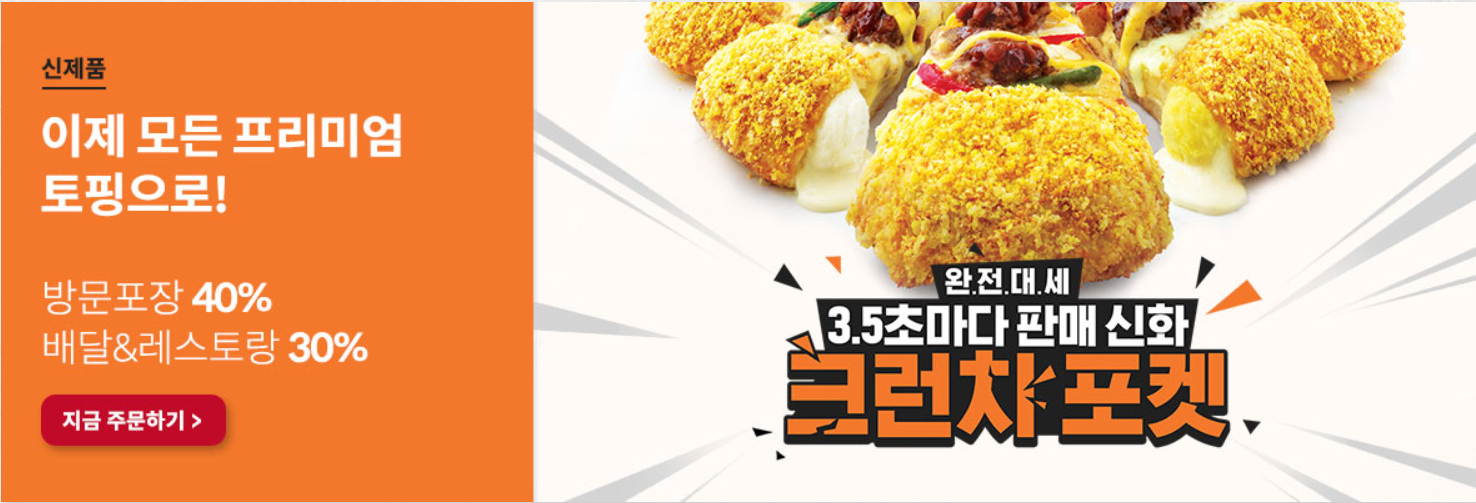 신제품
이제 모든 프리미엄
토핑으로!
방문포장 40%
배달&레스토랑 30%
지금 주문하기 >
완.전.대.세
3.5초마다 판매 신화
크런차 포켓